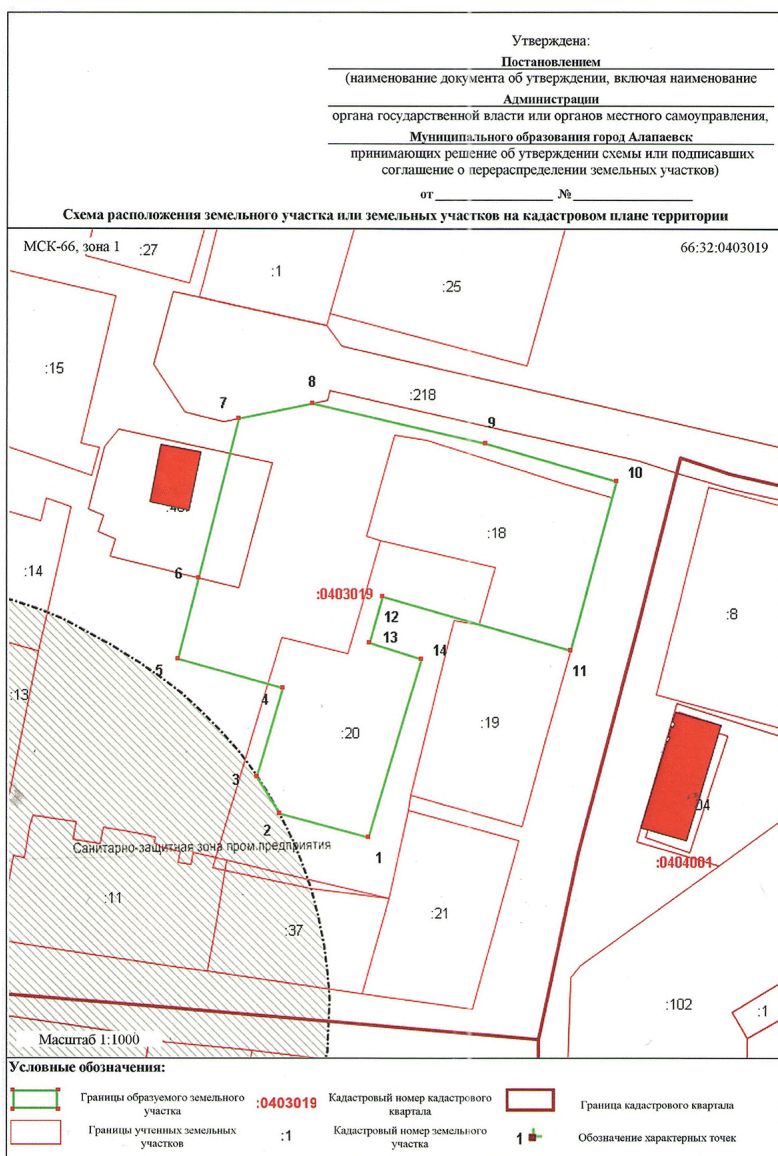 Утверждена:
Постановлением
(наименование документа об утверждении, включая наименование
Администрации
органа государственной власти или органов местного самоуправления,
Муниципального образования город Алапаевск
принимающих решение об утверждении схемы или подписавших
соглашение о перераспределении земельных участков)
от ____________ № ____________
Схема расположения земельного участка или земельных участков на кадастровом плане территории
МСК-66, зона 1
:27
66:32:0403019
:1
:25
:15
:218
8
7
9
10
:18
:14
6
:0403019
12
:8
13
14
11
5
4
:13
:20
:19
3
2
Санитарно-защитная зона пром.предприятия
1
:0404001
:11
:21
:37
:102
:1
Масштаб 1:1000
Условные обозначения:
Границы образуемого земельного
участка
:0403019
Кадастровый номер кадастрового
квартала
Граница кадастрового квартала
Границы учтенных земельных
участков
:1
Кадастровый номер земельного
участка
1
Обозначение характерных точек